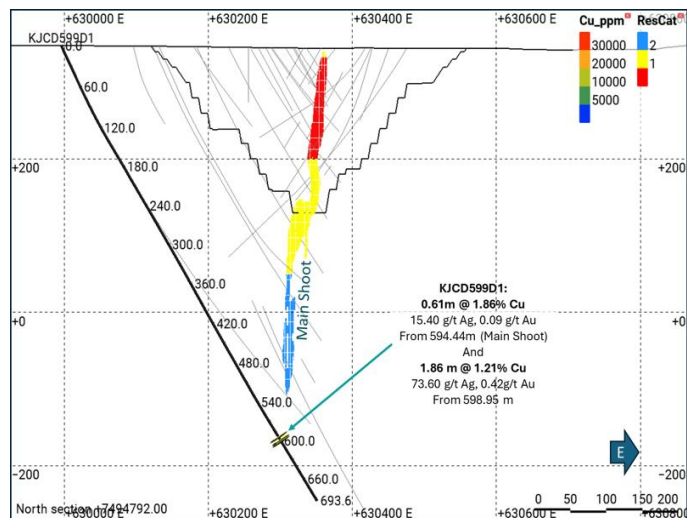 +630000 E
+630200 E
+630400 E
+630600 E
KJCD599D1
0.0
60.0
120.0
180.0
240.0
300.0
360.0
420.0
480.0
540.0
600.0
660.0
693.6
+200
+200
+0
+0
-200
-200
Cu_ppm
30000
20000
10000
5000
ResCat
2
1
Main Shoot
KJCD599D1:
0.61m @ 1.86% Cu
15.40 g/t Ag, 0.09 g/t Au
From 594.44m (Main Shoot)
And
1.86 m @ 1.21% Cu
73.60 g/t Ag, 0.42g/t Au
From 598.95 m
E
0 50 100 150 200
North section +7494792.00
+630000 E
+630200 E
+630400 E
+630600 E